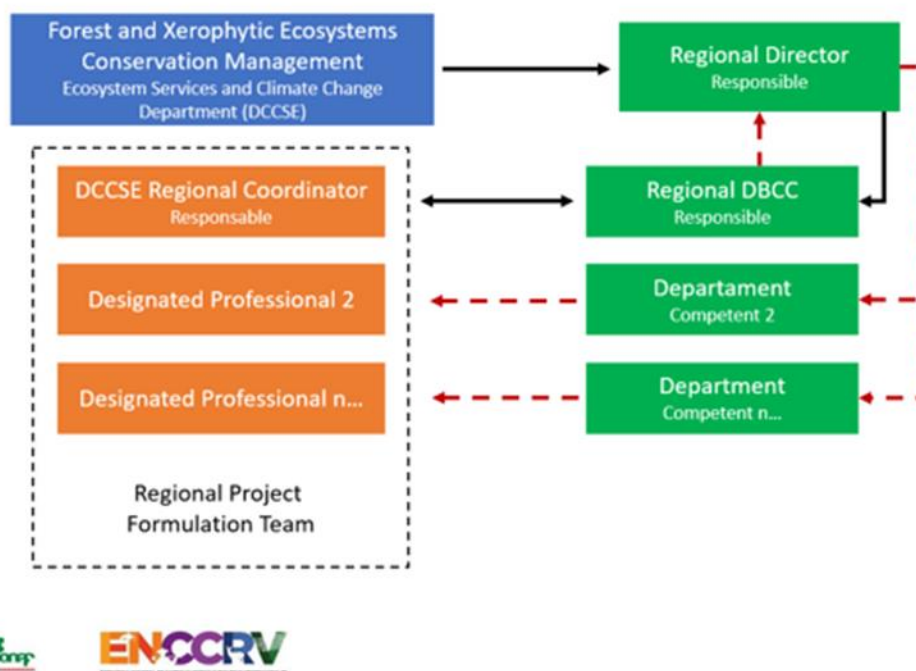 Forest and Xerophytic Ecosystems
Conservation Management
Ecosystem Services and Climate Change
Department (DCCSE)
Regional Director
Responsible
DCCSE Regional Coordinator
Responsable
Regional DBCC
Responsible
Designated Professional 2
Departament
Competent 2
Designated Professional n...
Department
Competent n...
Regional Project
Formulation Team
ENCCRV